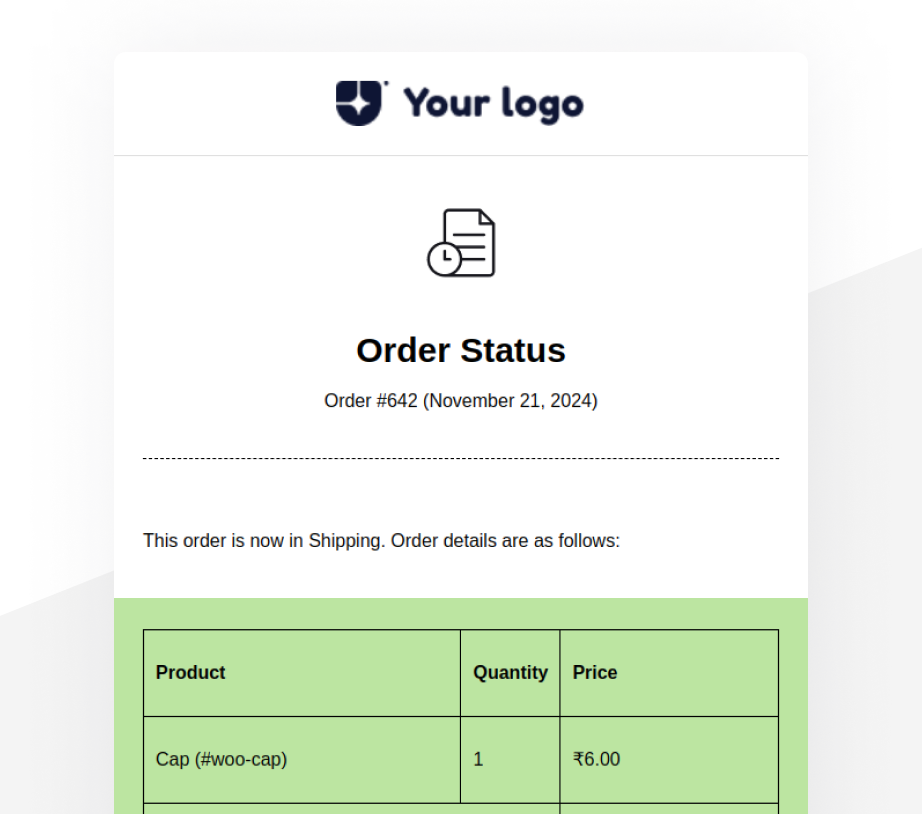 Your logo
Order Status
Order #642 (November 21, 2024)
This order is now in Shipping. Order details are as follows:
Product Quantity Price
Cap (#woo-cap) 1 ₹6.00